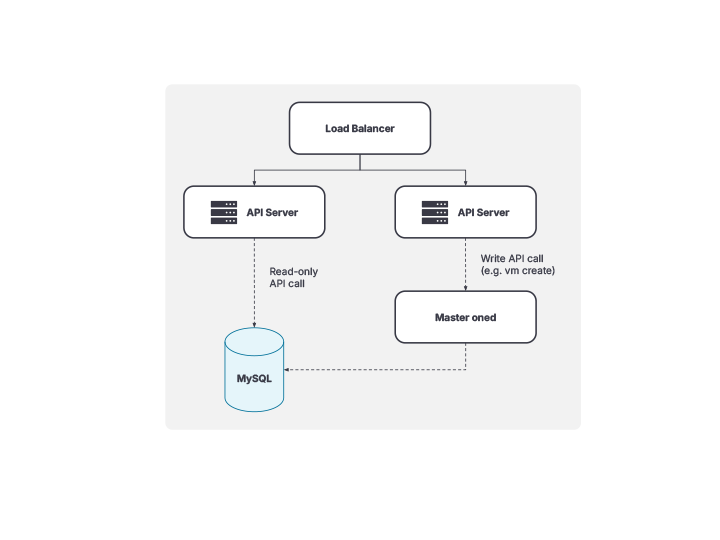 Load Balancer
API Server
API Server
Read-only
API call
Write API call
(e.g. vm create)
Master oned
MySQL